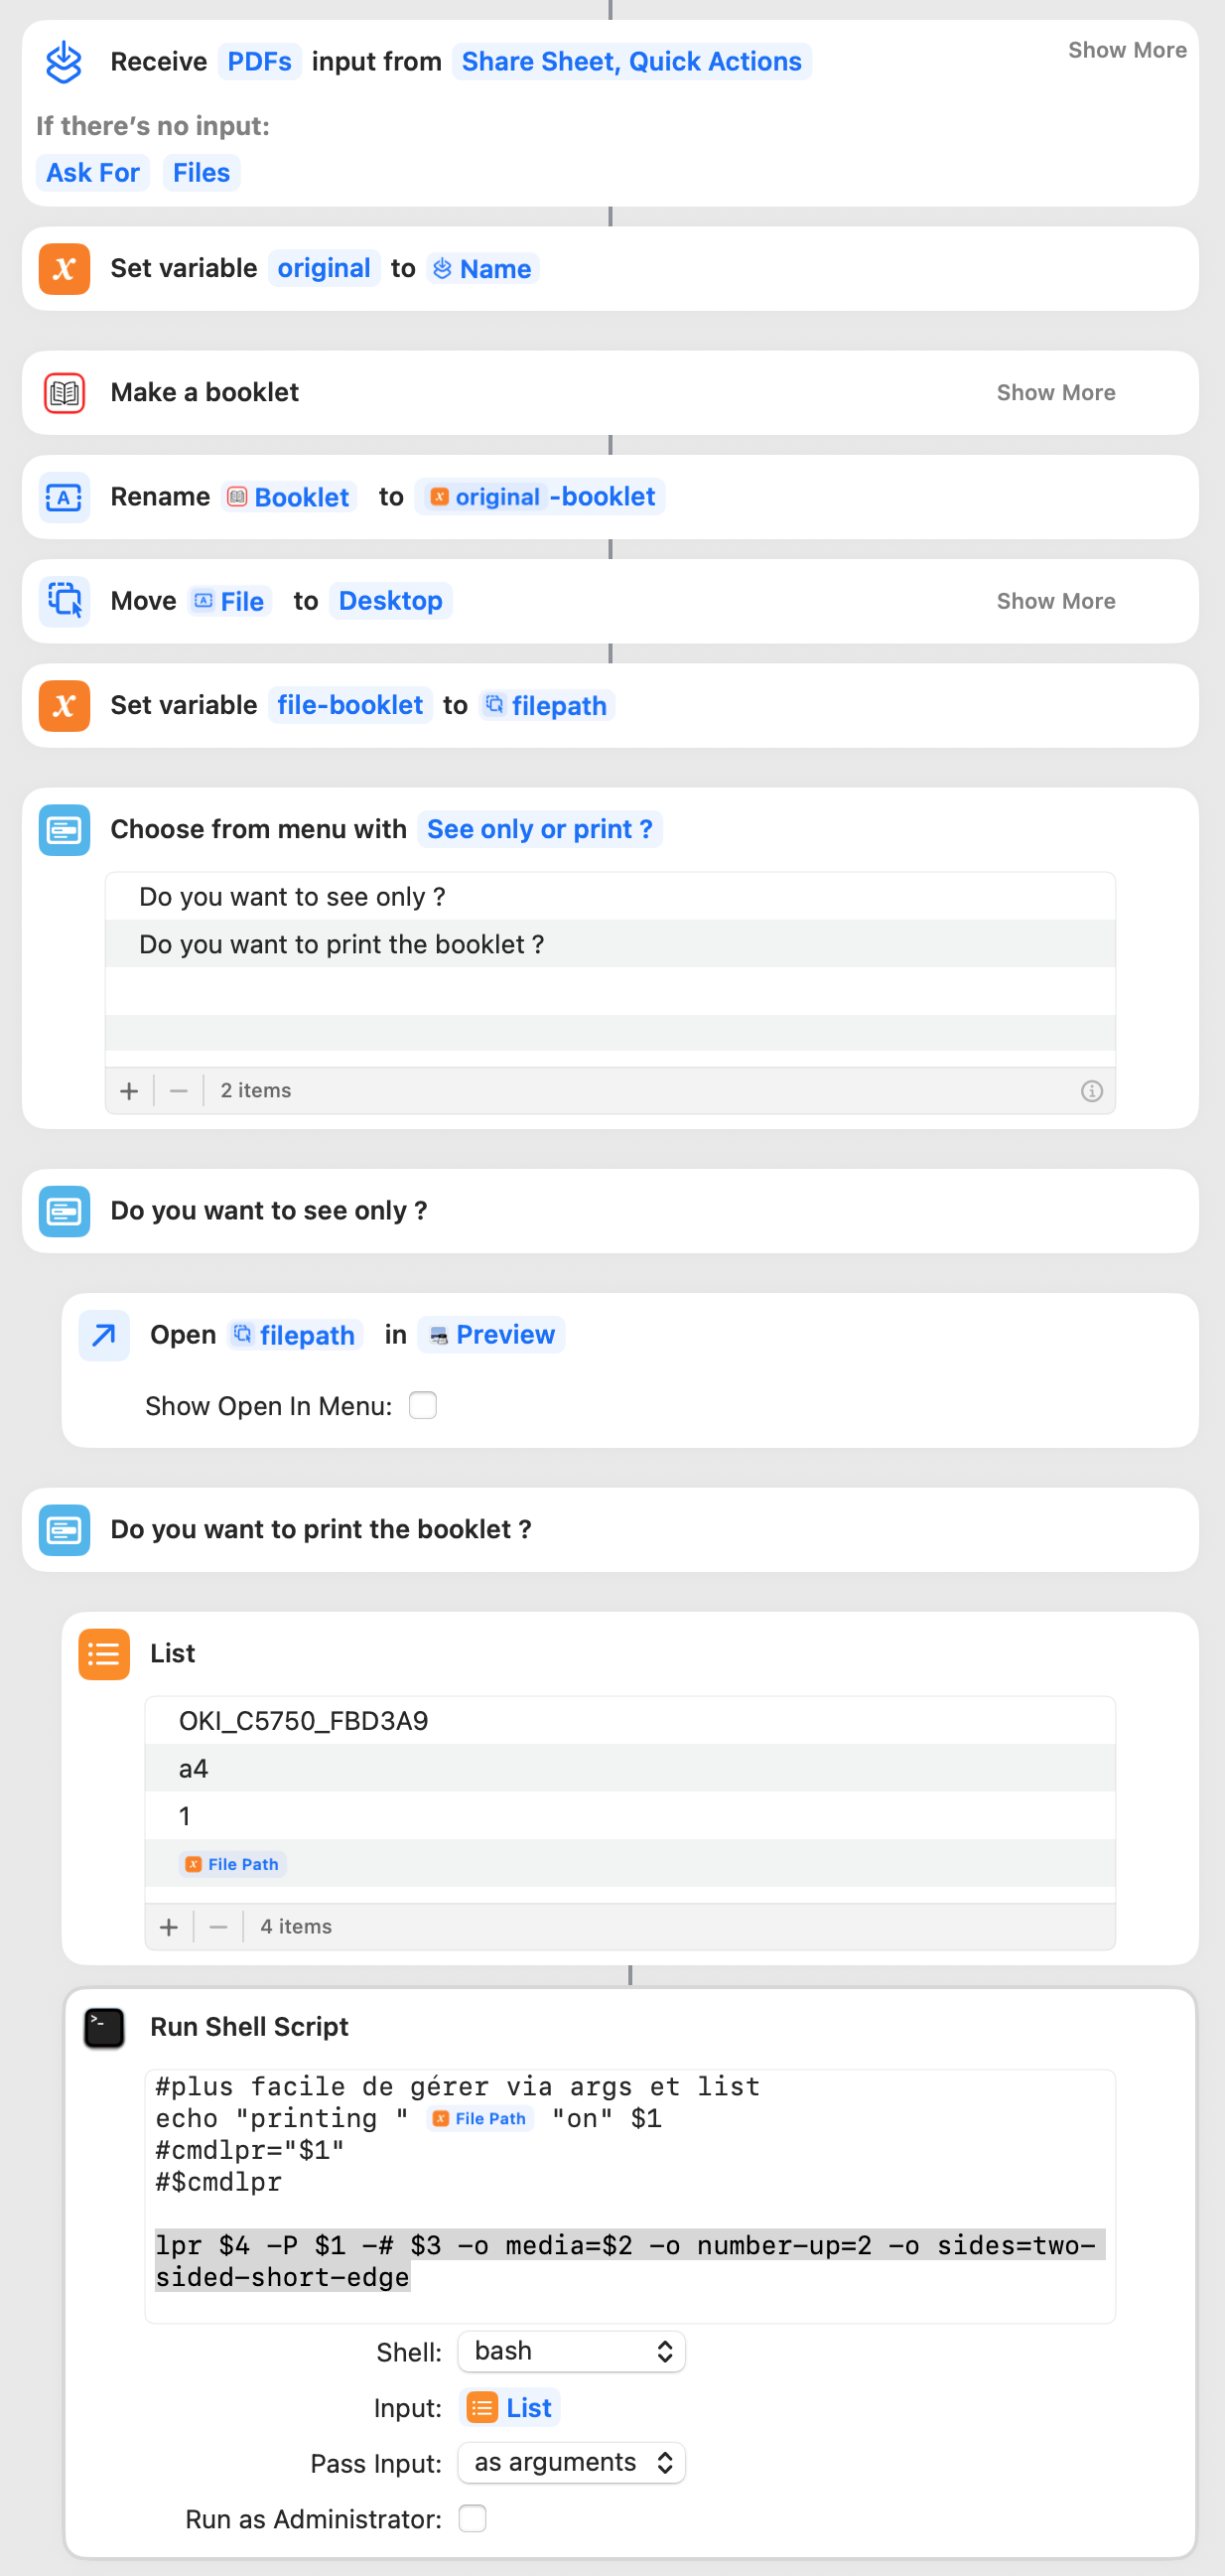 Receive PDFs input from Share Sheet, Quick Actions Show More
If there’s no input:
Ask For Files
Set variable original to Name
Make a booklet Show More
Rename Booklet to original -booklet
Move File to Desktop Show More
Set variable file-booklet to filepath
Choose from menu with See only or print ?
Do you want to see only ?
Do you want to print the booklet ?
2 items
Do you want to see only ?
Open filepath in Preview
Show Open In Menu:
Do you want to print the booklet ?
List
OKI_C5750_FBD3A9
a4
1
File Path
4 items
Run Shell Script
#plus facile de gérer via args et list
echo "printing " File Path "on" $1
#cmdlpr="$1"
#$cmdlpr
lpr $4 -P $1 -# $3 -o media=$2 -o number-up=2 -o sides=two-
sided-short-edge
Shell: bash
Input: List
Pass Input: as arguments
Run as Administrator: